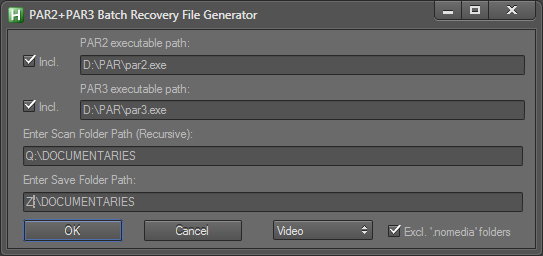 PAR2+PAR3 Batch Recovery File Generator
PAR2 executable path:
Incl.
D:\PAR\par2.exe
PAR3 executable path:
Incl.
D:\PAR\par3.exe
Enter Scan Folder Path (Recursive):
Q:\DOCUMENTARIES
Enter Save Folder Path:
Z:\DOCUMENTARIES
OK Cancel Video Excl. '.nomedia' folders